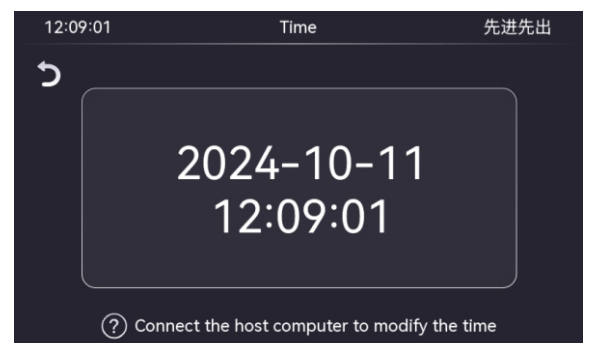 12:09:01 Time 先进先出
2024-10-11
12:09:01
? Connect the host computer to modify the time